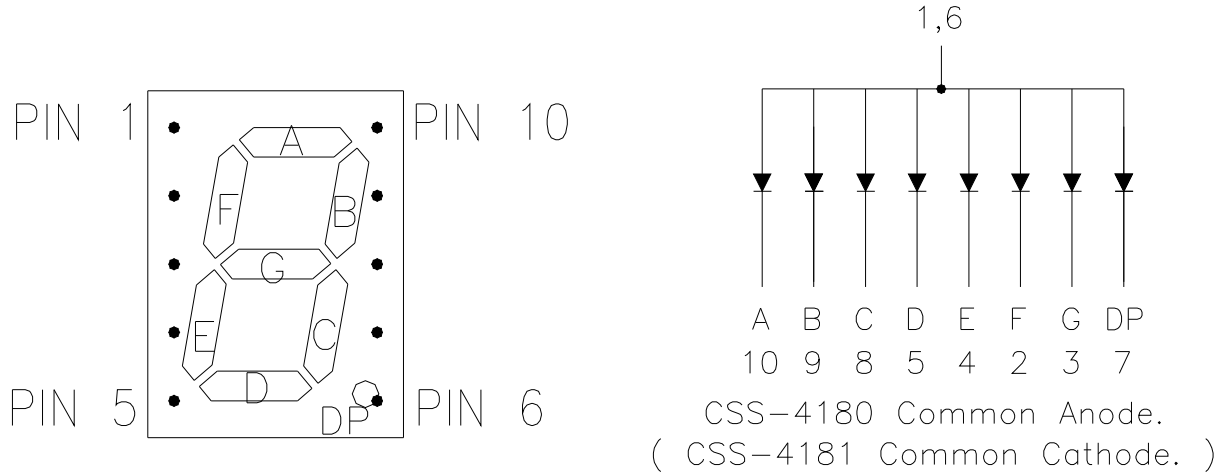 PIN 1
PIN 10
A
F
B
G
E
C
D
PIN 5
DP
PIN 6
1,6
A B C D E F G DP
10 9 8 5 4 2 3 7
CSS-4180 Common Anode.
( CSS-4181 Common Cathode. )